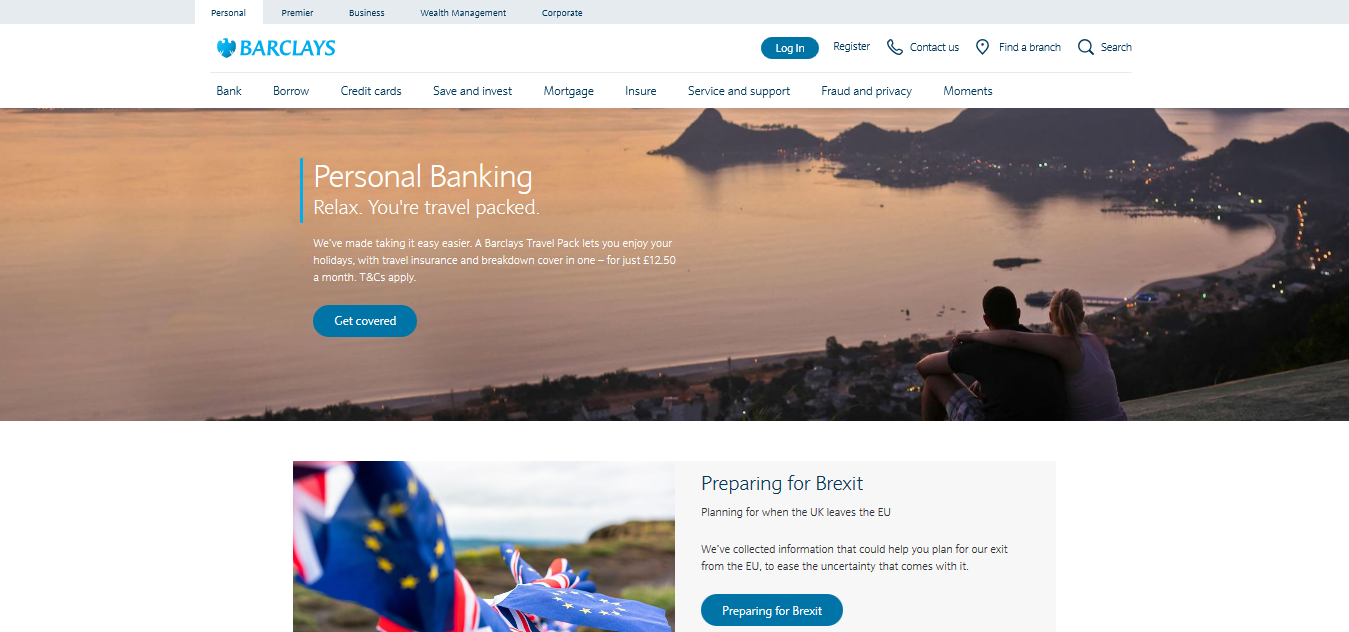 Personal Premier Business Wealth Management Corporate
BARCLAYS
Log In Register Contact us Find a branch Search
Bank Borrow Credit cards Save and invest Mortgage Insure Service and support Fraud and privacy Moments
Personal Banking
Relax. You're travel packed.
We've made taking it easy easier. A Barclays Travel Pack lets you enjoy your
holidays, with travel insurance and breakdown cover in one – for just £12.50
a month. T&Cs apply.
Get covered
Preparing for Brexit
Planning for when the UK leaves the EU
We've collected information that could help you plan for our exit
from the EU, to ease the uncertainty that comes with it.
Preparing for Brexit